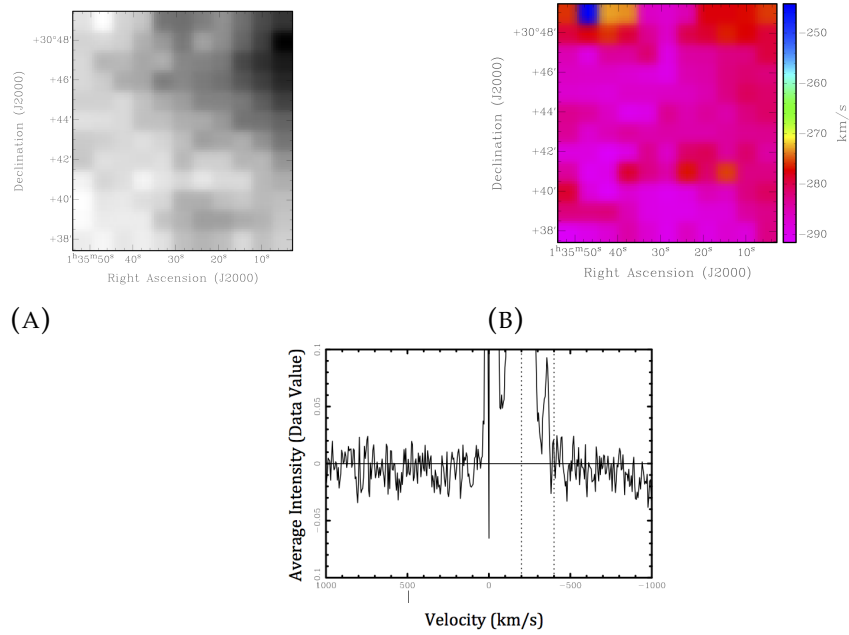 +30°48'
+46'
+44'
+42'
+40'
+38'
Declination (J2000)
1ʰ35ᵐ50ˢ 40ˢ 30ˢ 20ˢ 10ˢ
Right Ascension (J2000)
(A)
+30°48'
+46'
+44'
+42'
+40'
+38'
Declination (J2000)
1ʰ35ᵐ50ˢ 40ˢ 30ˢ 20ˢ 10ˢ
Right Ascension (J2000)
−250
−260
−270
−280
−290
km/s
(B)
Average Intensity (Data Value)
0.1
0.05
0
−0.05
0.1
1000 500 0 −500 −1000
Velocity (km/s)